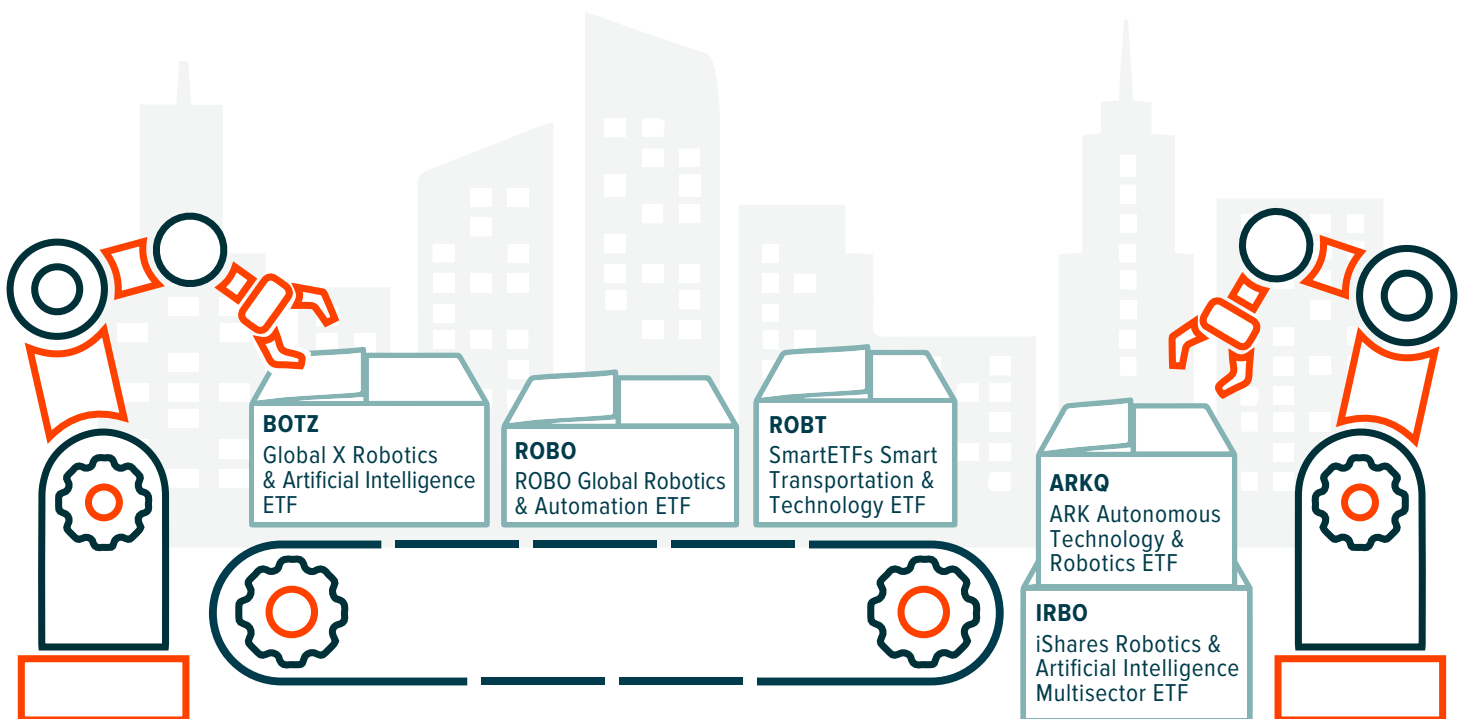 BOTZ
Global X Robotics
& Artificial Intelligence
ETF
ROBO
ROBO Global Robotics
& Automation ETF
ROBT
SmartETFs Smart
Transportation &
Technology ETF
ARKQ
ARK Autonomous
Technology &
Robotics ETF
IRBO
iShares Robotics &
Artificial Intelligence
Multisector ETF